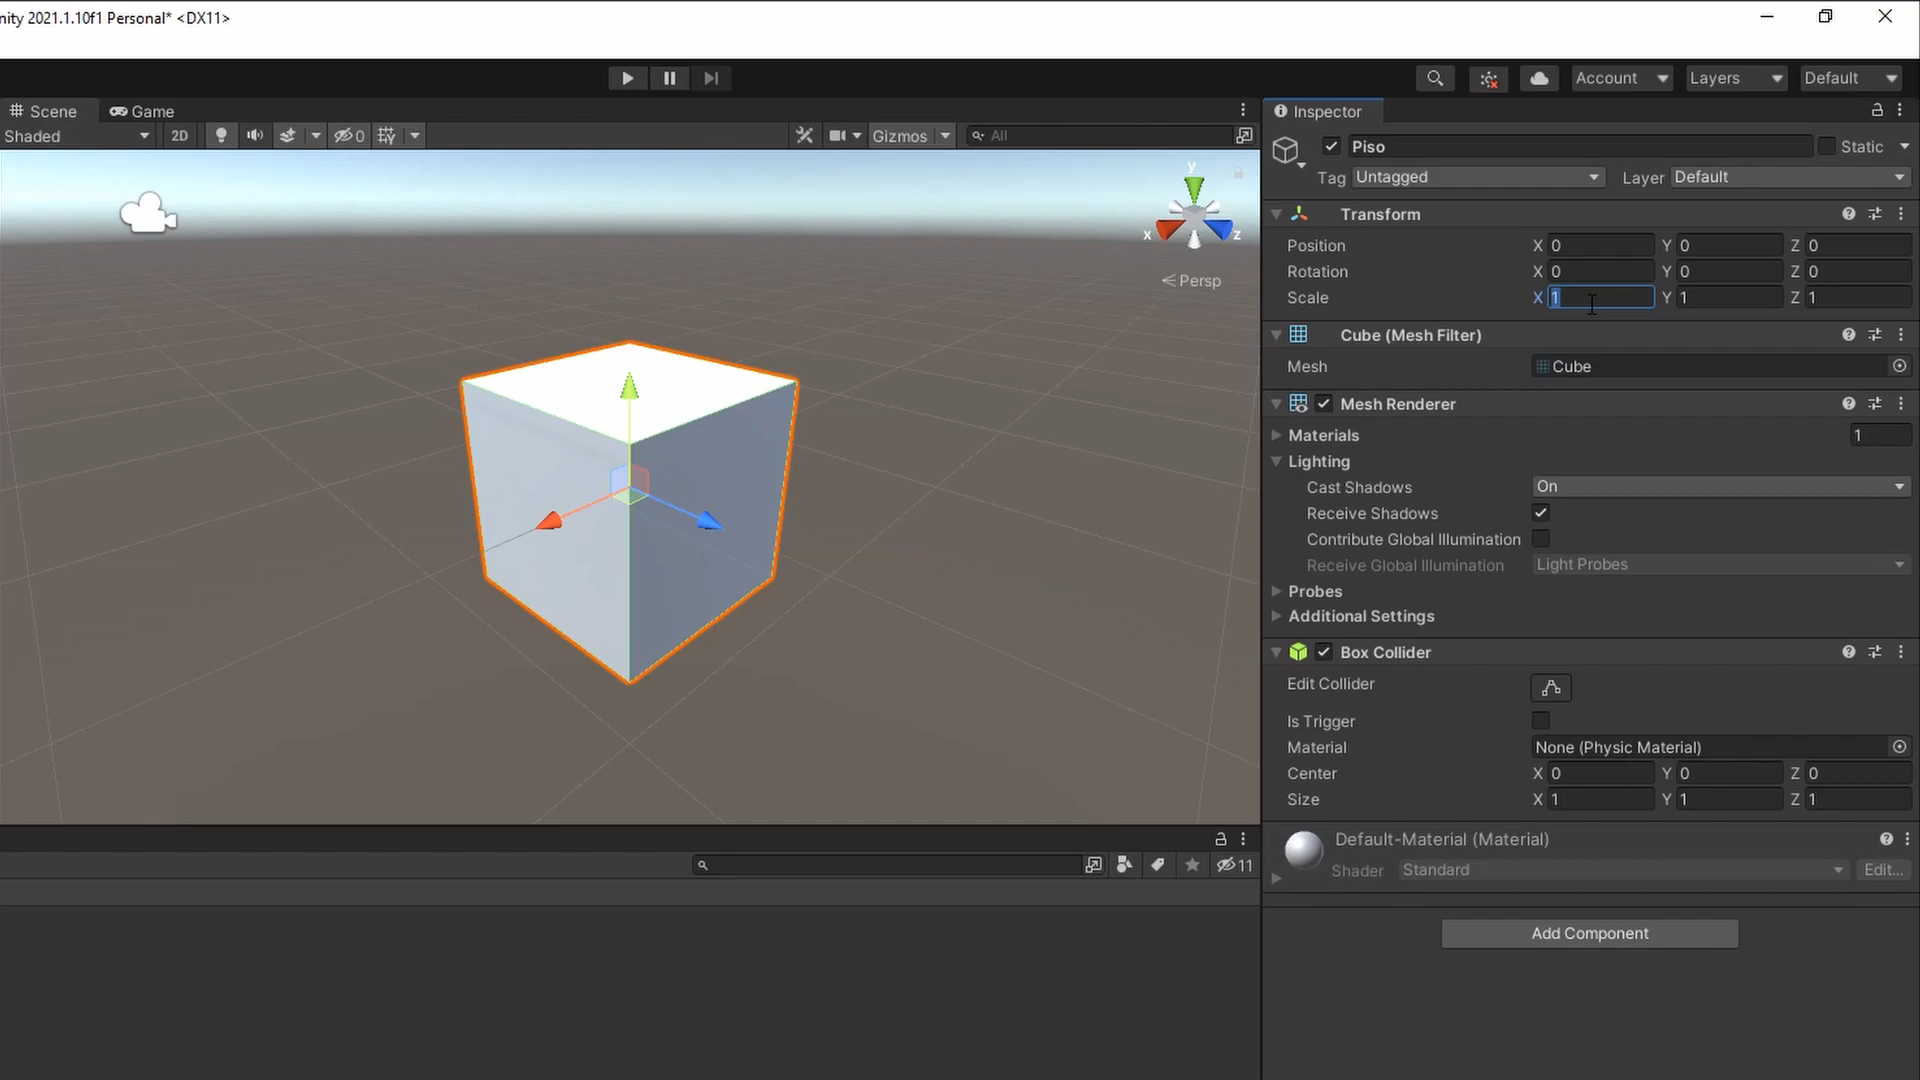 nity 2021.1.10f1 Personal* <DX11>
Account Layers Default
Scene Game
Inspector
Shaded 2D 0 Gizmos All
Piso Static
Tag Untagged Layer Default
Transform
Position X 0 Y 0 Z 0
Rotation X 0 Y 0 Z 0
Scale X 1 Y 1 Z 1
y
x z
Persp
Cube (Mesh Filter)
Mesh Cube
Mesh Renderer
Materials 1
Lighting
Cast Shadows On
Receive Shadows
Contribute Global Illumination
Receive Global Illumination Light Probes
Probes
Additional Settings
Box Collider
Edit Collider
Is Trigger
Material None (Physic Material)
Center X 0 Y 0 Z 0
Size X 1 Y 1 Z 1
11
Default-Material (Material)
Shader Standard Edit...
Add Component